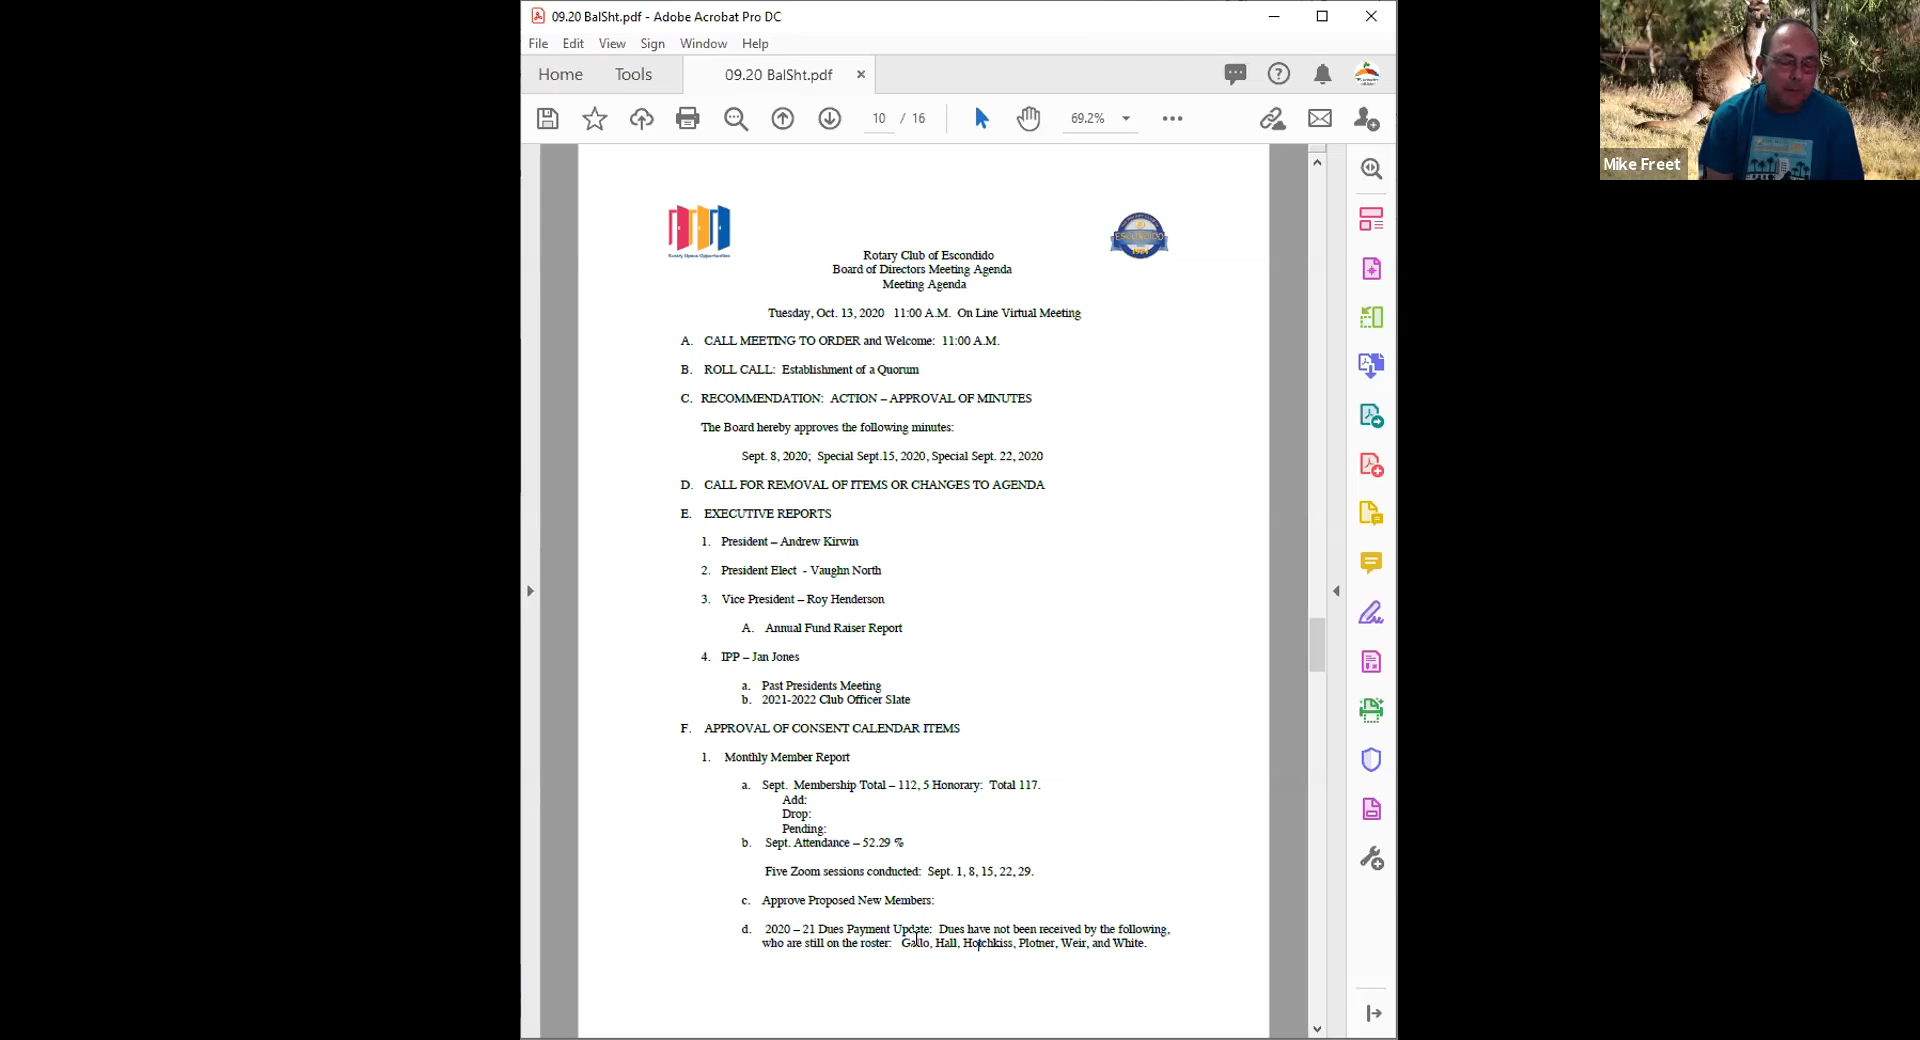 09.20 BalSht.pdf - Adobe Acrobat Pro DC
File Edit View Sign Window Help
Home Tools 09.20 BalSht.pdf
10 / 16 69.2%
Mike Freet
Rotary Opens Opportunities
ESCONDIDO
Rotary Club of Escondido
Board of Directors Meeting Agenda
Meeting Agenda
Tuesday, Oct. 13, 2020 11:00 A.M. On Line Virtual Meeting
A. CALL MEETING TO ORDER and Welcome: 11:00 A.M.
B. ROLL CALL: Establishment of a Quorum
C. RECOMMENDATION: ACTION – APPROVAL OF MINUTES
The Board hereby approves the following minutes:
Sept. 8, 2020; Special Sept.15, 2020, Special Sept. 22, 2020
D. CALL FOR REMOVAL OF ITEMS OR CHANGES TO AGENDA
E. EXECUTIVE REPORTS
1. President – Andrew Kirwin
2. President Elect - Vaughn North
3. Vice President – Roy Henderson
A. Annual Fund Raiser Report
4. IPP – Jan Jones
a. Past Presidents Meeting
b. 2021-2022 Club Officer Slate
F. APPROVAL OF CONSENT CALENDAR ITEMS
1. Monthly Member Report
a. Sept. Membership Total – 112, 5 Honorary: Total 117.
Add:
Drop:
Pending:
b. Sept. Attendance – 52.29 %
Five Zoom sessions conducted: Sept. 1, 8, 15, 22, 29.
c. Approve Proposed New Members:
d. 2020 – 21 Dues Payment Update: Dues have not been received by the following,
who are still on the roster: Gallo, Hall, Hotchkiss, Plotner, Weir, and White.